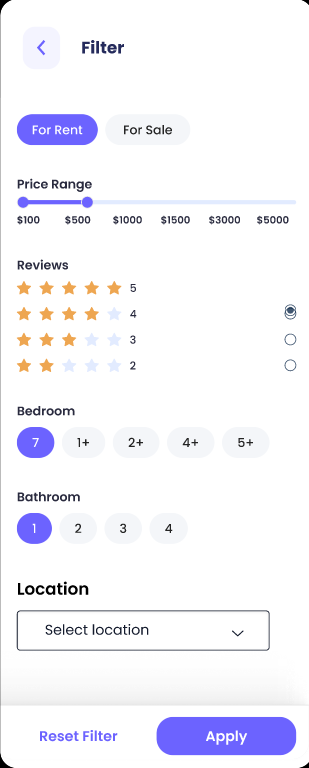 Filter
For Rent For Sale
Price Range
$100 $500 $1000 $1500 $3000 $5000
Reviews
5
4
3
2
Bedroom
7 1+ 2+ 4+ 5+
Bathroom
1 2 3 4
Location
Select location
Reset Filter Apply